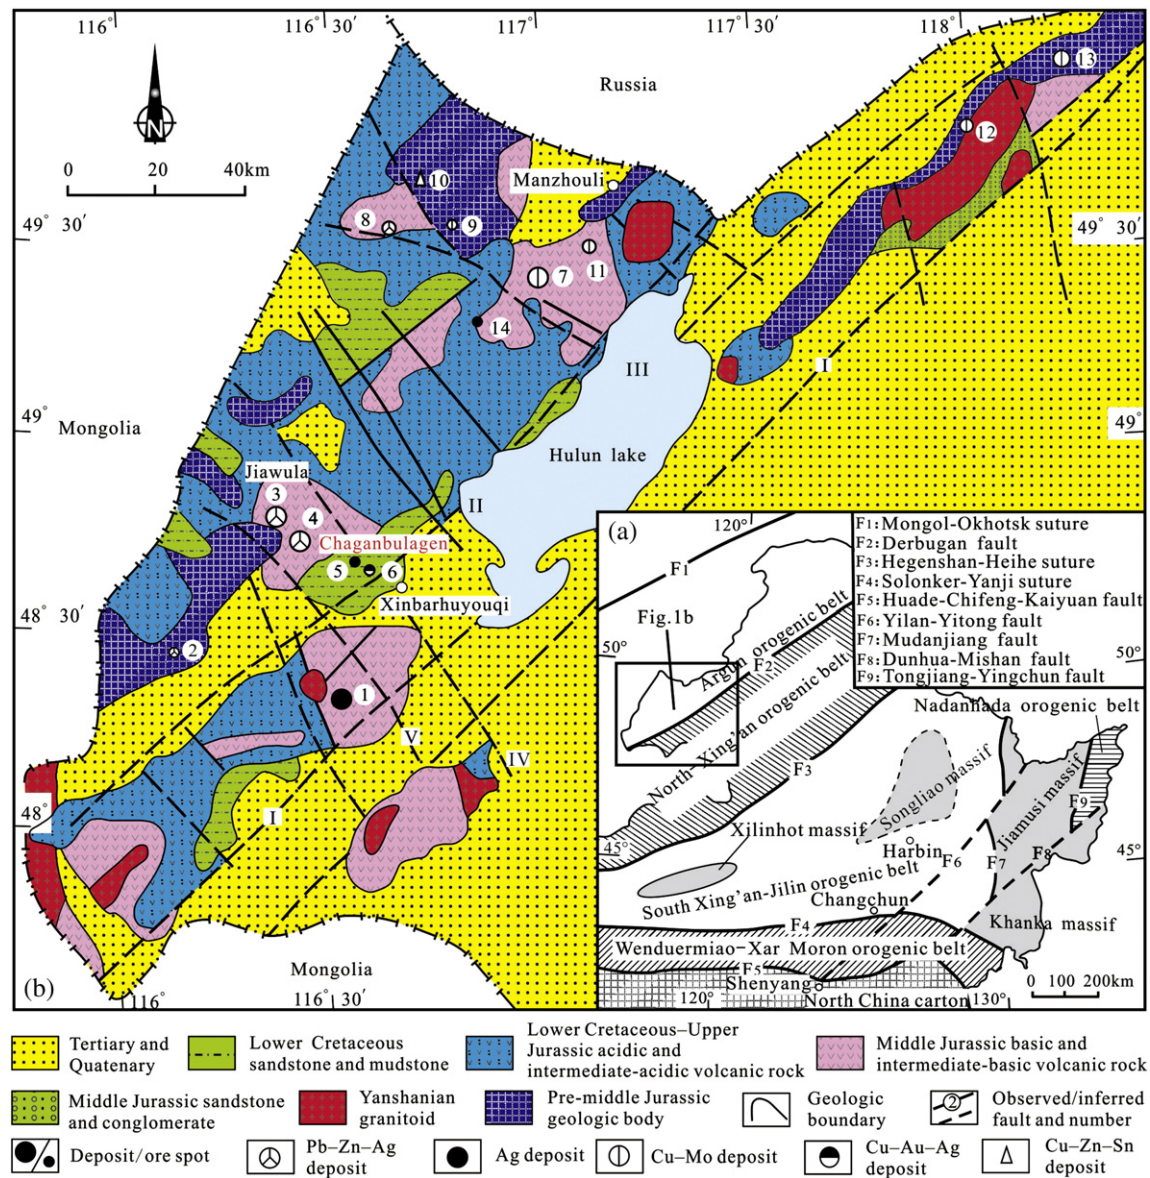 116°
116° 30′
117°
117° 30′
118°
Russia
N
0 20 40km
Manzhouli
13
12
10
8
9
7
11
14
49° 30′
49° 30′
49°
49°
Mongolia
III
Hulun lake
I
II
Jiawula
3
4
Chaganbulagen
5
6
Xinbarhuyouqi
48° 30′
2
1
V
IV
48°
I
Mongolia
(b)
116°
116° 30′
(a)
120°
F1
F1:Mongol-Okhotsk suture
F2:Derbugan fault
F3:Hegenshan-Heihe suture
F4:Solonker-Yanji suture
F5:Huade-Chifeng-Kaiyuan fault
F6:Yilan-Yitong fault
F7:Mudanjiang fault
F8:Dunhua-Mishan fault
F9:Tongjiang-Yingchun fault
Fig.1b
50°
50°
Argun orogenic belt
F2
North-Xing'an orogenic belt
F3
Nadanhada orogenic belt
Songliao massif
Jiamusi massif
F9
Xilinhot massif
Harbin
F6
F7
F8
45°
45°
South Xing'an-Jilin orogenic belt
Changchun
F4
Khanka massif
Wenduermiao-Xar Moron orogenic belt
F5
Shenyang
0 100 200km
120°
North China carton
130°
Tertiary and
Quatenary
Lower Cretaceous
sandstone and mudstone
Lower Cretaceous–Upper
Jurassic acidic and
intermediate-acidic volcanic rock
Middle Jurassic basic and
intermediate-basic volcanic rock
Middle Jurassic sandstone
and conglomerate
Yanshanian
granitoid
Pre-middle Jurassic
geologic body
Geologic
boundary
2
Observed/inferred
fault and number
Deposit/ore spot
Pb–Zn–Ag
deposit
Ag deposit
Cu–Mo deposit
Cu–Au–Ag
deposit
Cu–Zn–Sn
deposit